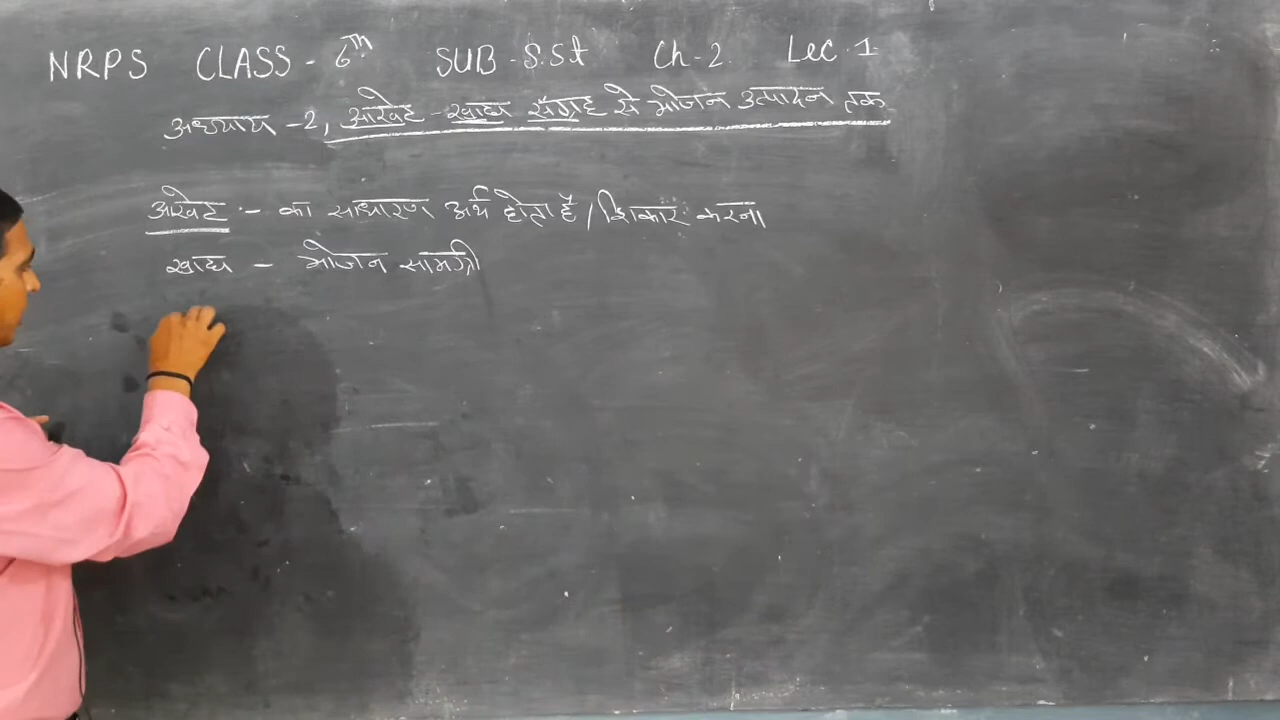 NRPS CLASS - 6th SUB - S.St Ch-2. Lec.1
अध्याय -2, आखेट - खाद्य संग्रह से भोजन उत्पादन तक
आखेट :- का साधारण अर्थ होता है / शिकार करना
खाद्य - भोजन सामग्री